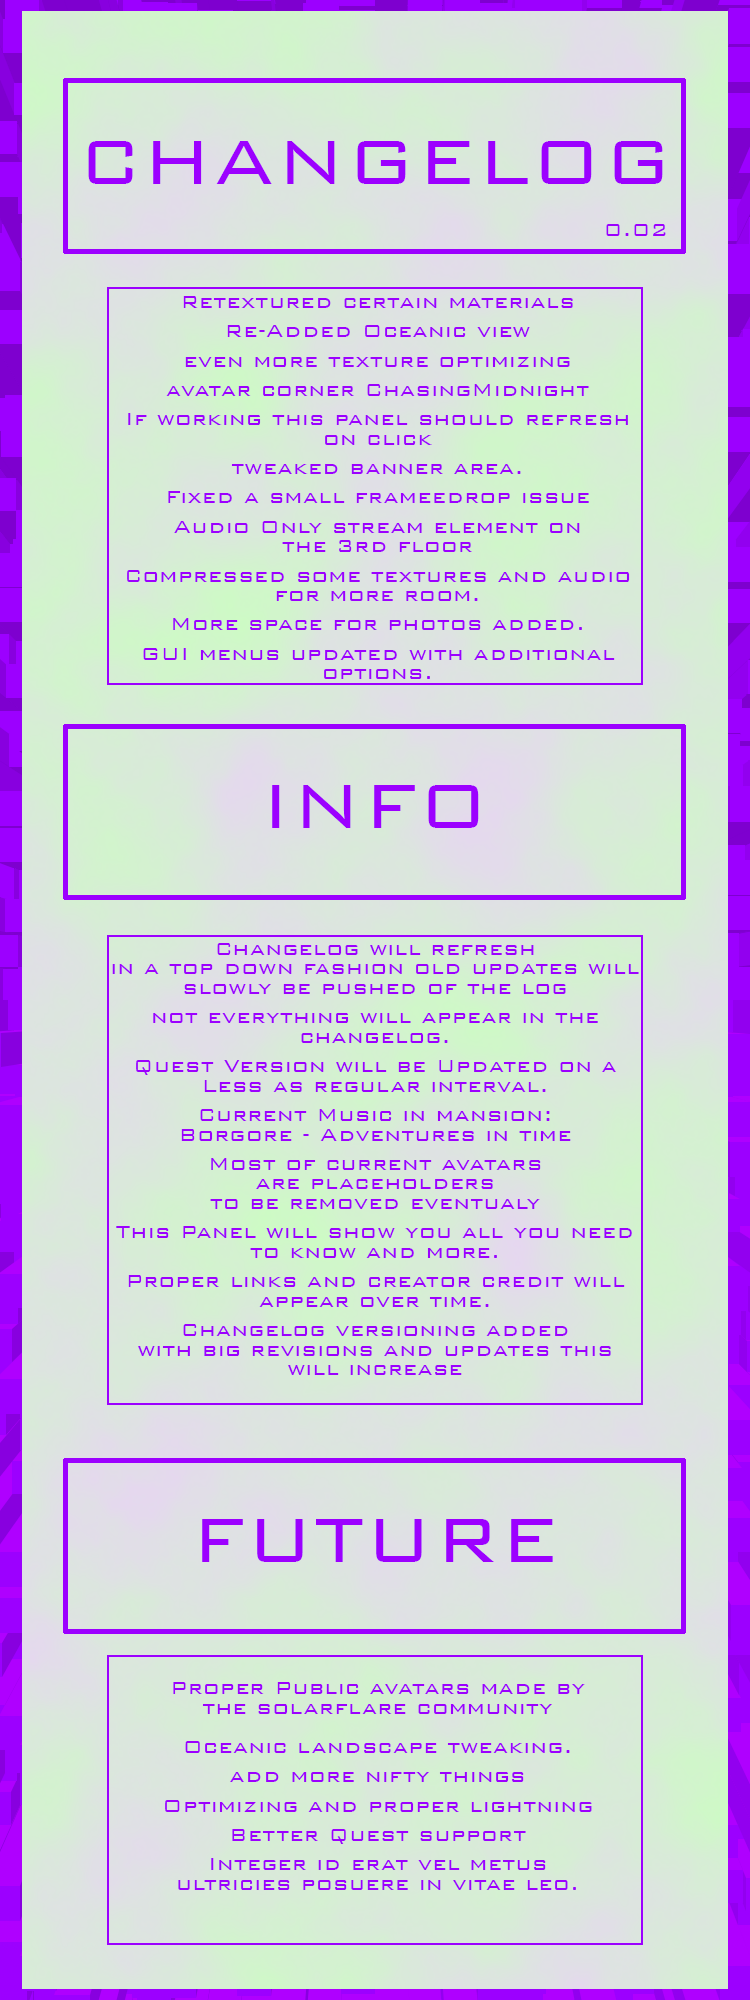 CHANGELOG
0.02
Retextured certain materials
Re-Added Oceanic view
even more texture optimizing
avatar corner ChasingMidnight
If working this panel should refresh
on click
tweaked banner area.
Fixed a small frameedrop issue
Audio Only stream element on
the 3rd floor
Compressed some textures and audio
for more room.
More space for photos added.
GUI menus updated with additional
options.
INFO
Changelog will refresh
in a top down fashion old updates will
slowly be pushed of the log
not everything will appear in the
changelog.
Quest Version will be Updated on a
Less as regular interval.
Current Music in mansion:
Borgore - Adventures in time
Most of current avatars
are placeholders
to be removed eventualy
This Panel will show you all you need
to know and more.
Proper links and creator credit will
appear over time.
Changelog versioning added
with big revisions and updates this
will increase
FUTURE
Proper Public avatars made by
the solarflare community
Oceanic landscape tweaking.
add more nifty things
Optimizing and proper lightning
Better Quest support
Integer id erat vel metus
ultricies posuere in vitae leo.